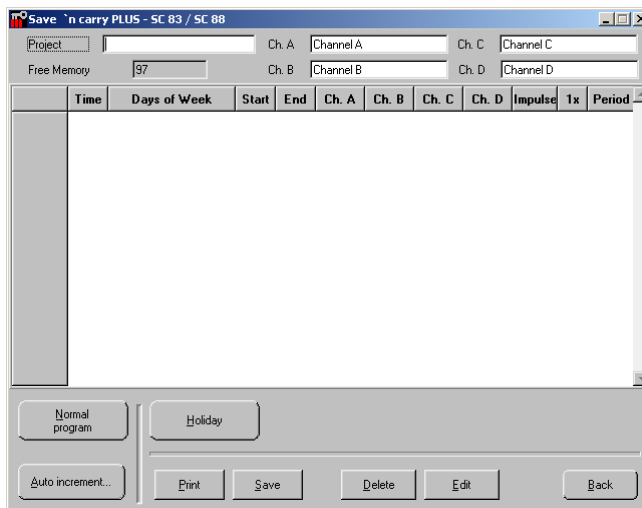 Save `n carry PLUS - SC 83 / SC 88
Project Ch. A Channel A Ch. C Channel C
Free Memory 97 Ch. B Channel B Ch. D Channel D
Time Days of Week Start End Ch. A Ch. B Ch. C Ch. D Impulse 1x Period
Normal program Holiday
Auto increment... Print Save Delete Edit Back